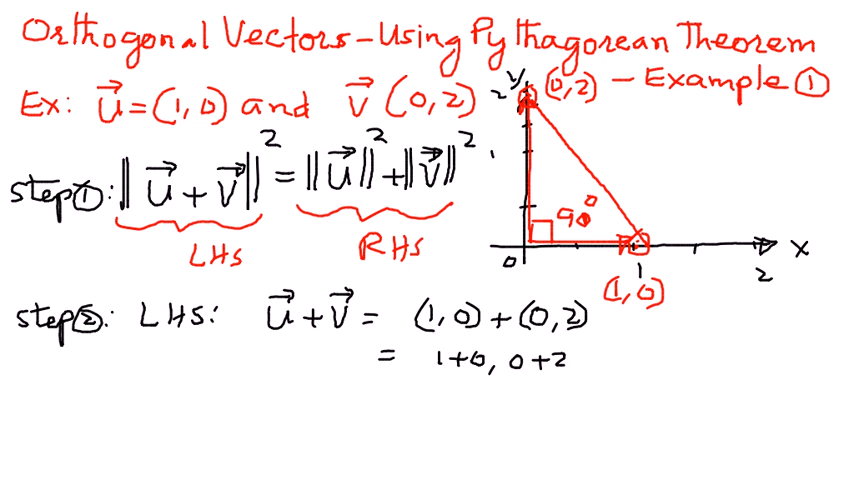 Orthogonal Vectors - Using Pythagorean Theorem
- Example ①
Ex: u⃗ = (1, 0) and v⃗ (0, 2)
step①: ‖u⃗ + v⃗‖² = ‖u⃗‖² + ‖v⃗‖²
LHS RHS
y
2 (0, 2)
1
90°
0 1 2 x
(1, 0)
step②: LHS: u⃗ + v⃗ = (1, 0) + (0, 2)
= 1+0, 0+2